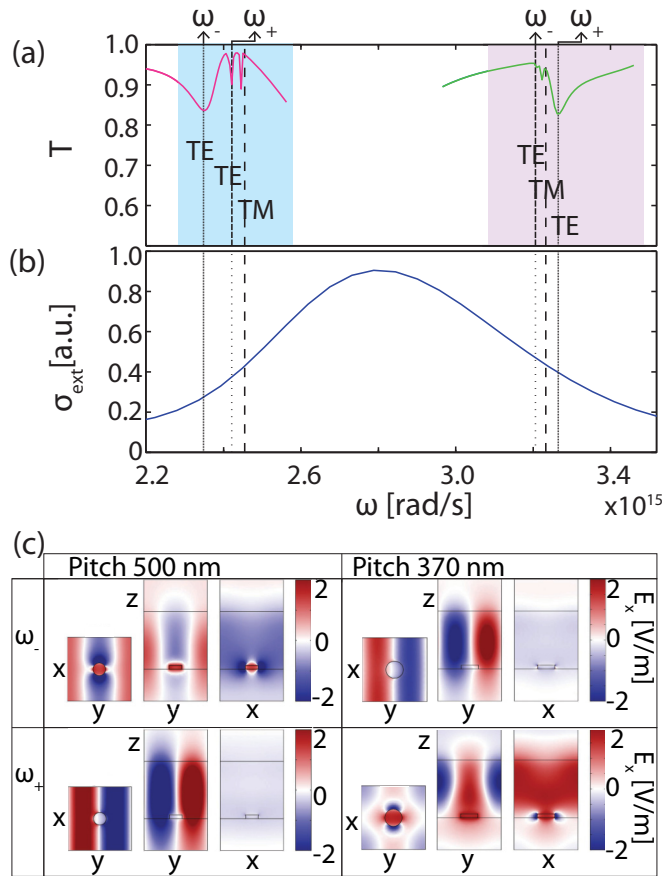 ω- ω+ ω- ω+
(a)
1.0
0.9
0.8
0.7
0.6
T
TE
TE
TM
TE
TM
TE
(b)
1.0
0.8
0.6
0.4
0.2
0
σext[a.u.]
2.2 2.6 3.0 3.4
ω [rad/s] x10^15
(c)
Pitch 500 nm Pitch 370 nm
ω-
z
x
y y x
2
0
-2
z
x
y y x
2
0
-2
Ex [V/m]
ω+
z
x
y y x
2
0
-2
z
x
y y x
2
0
-2
Ex [V/m]